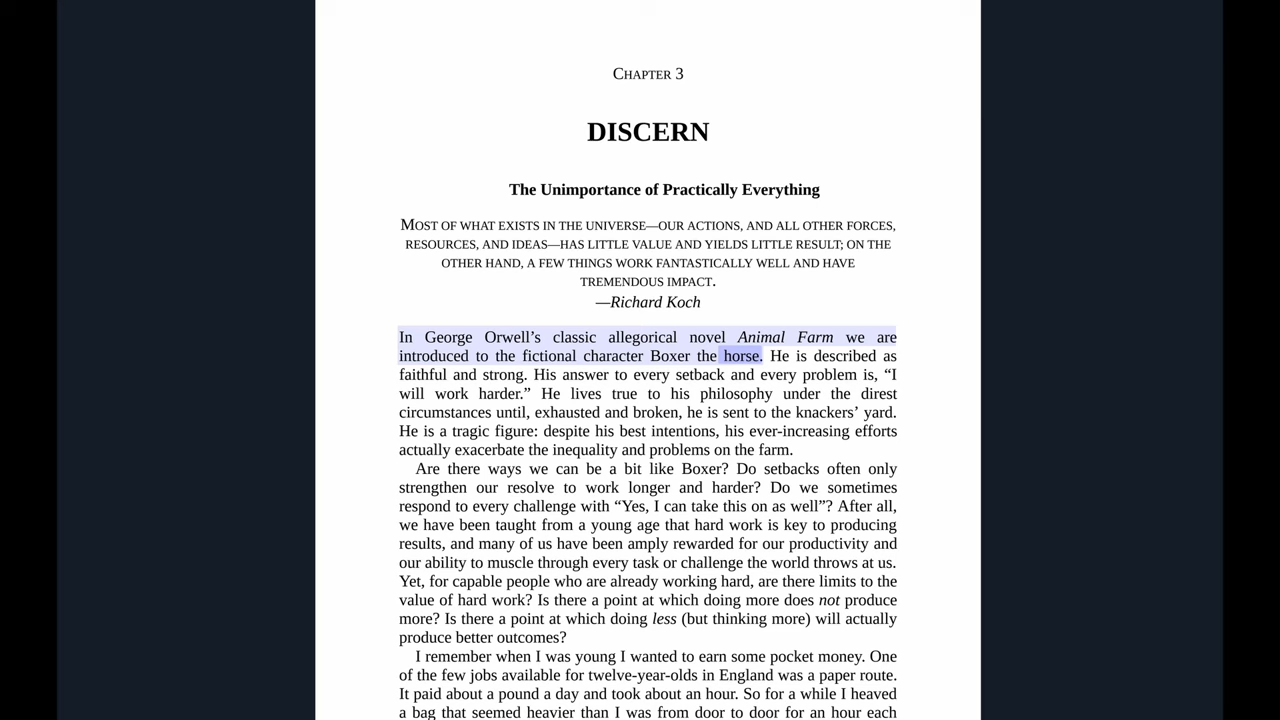 CHAPTER 3
DISCERN
The Unimportance of Practically Everything
MOST OF WHAT EXISTS IN THE UNIVERSE—OUR ACTIONS, AND ALL OTHER FORCES,
RESOURCES, AND IDEAS—HAS LITTLE VALUE AND YIELDS LITTLE RESULT; ON THE
OTHER HAND, A FEW THINGS WORK FANTASTICALLY WELL AND HAVE
TREMENDOUS IMPACT.
—Richard Koch
In George Orwell’s classic allegorical novel Animal Farm we are
introduced to the fictional character Boxer the horse. He is described as
faithful and strong. His answer to every setback and every problem is, “I
will work harder.” He lives true to his philosophy under the direst
circumstances until, exhausted and broken, he is sent to the knackers’ yard.
He is a tragic figure: despite his best intentions, his ever-increasing efforts
actually exacerbate the inequality and problems on the farm.
Are there ways we can be a bit like Boxer? Do setbacks often only
strengthen our resolve to work longer and harder? Do we sometimes
respond to every challenge with “Yes, I can take this on as well”? After all,
we have been taught from a young age that hard work is key to producing
results, and many of us have been amply rewarded for our productivity and
our ability to muscle through every task or challenge the world throws at us.
Yet, for capable people who are already working hard, are there limits to the
value of hard work? Is there a point at which doing more does not produce
more? Is there a point at which doing less (but thinking more) will actually
produce better outcomes?
I remember when I was young I wanted to earn some pocket money. One
of the few jobs available for twelve-year-olds in England was a paper route.
It paid about a pound a day and took about an hour. So for a while I heaved
a bag that seemed heavier than I was from door to door for an hour each